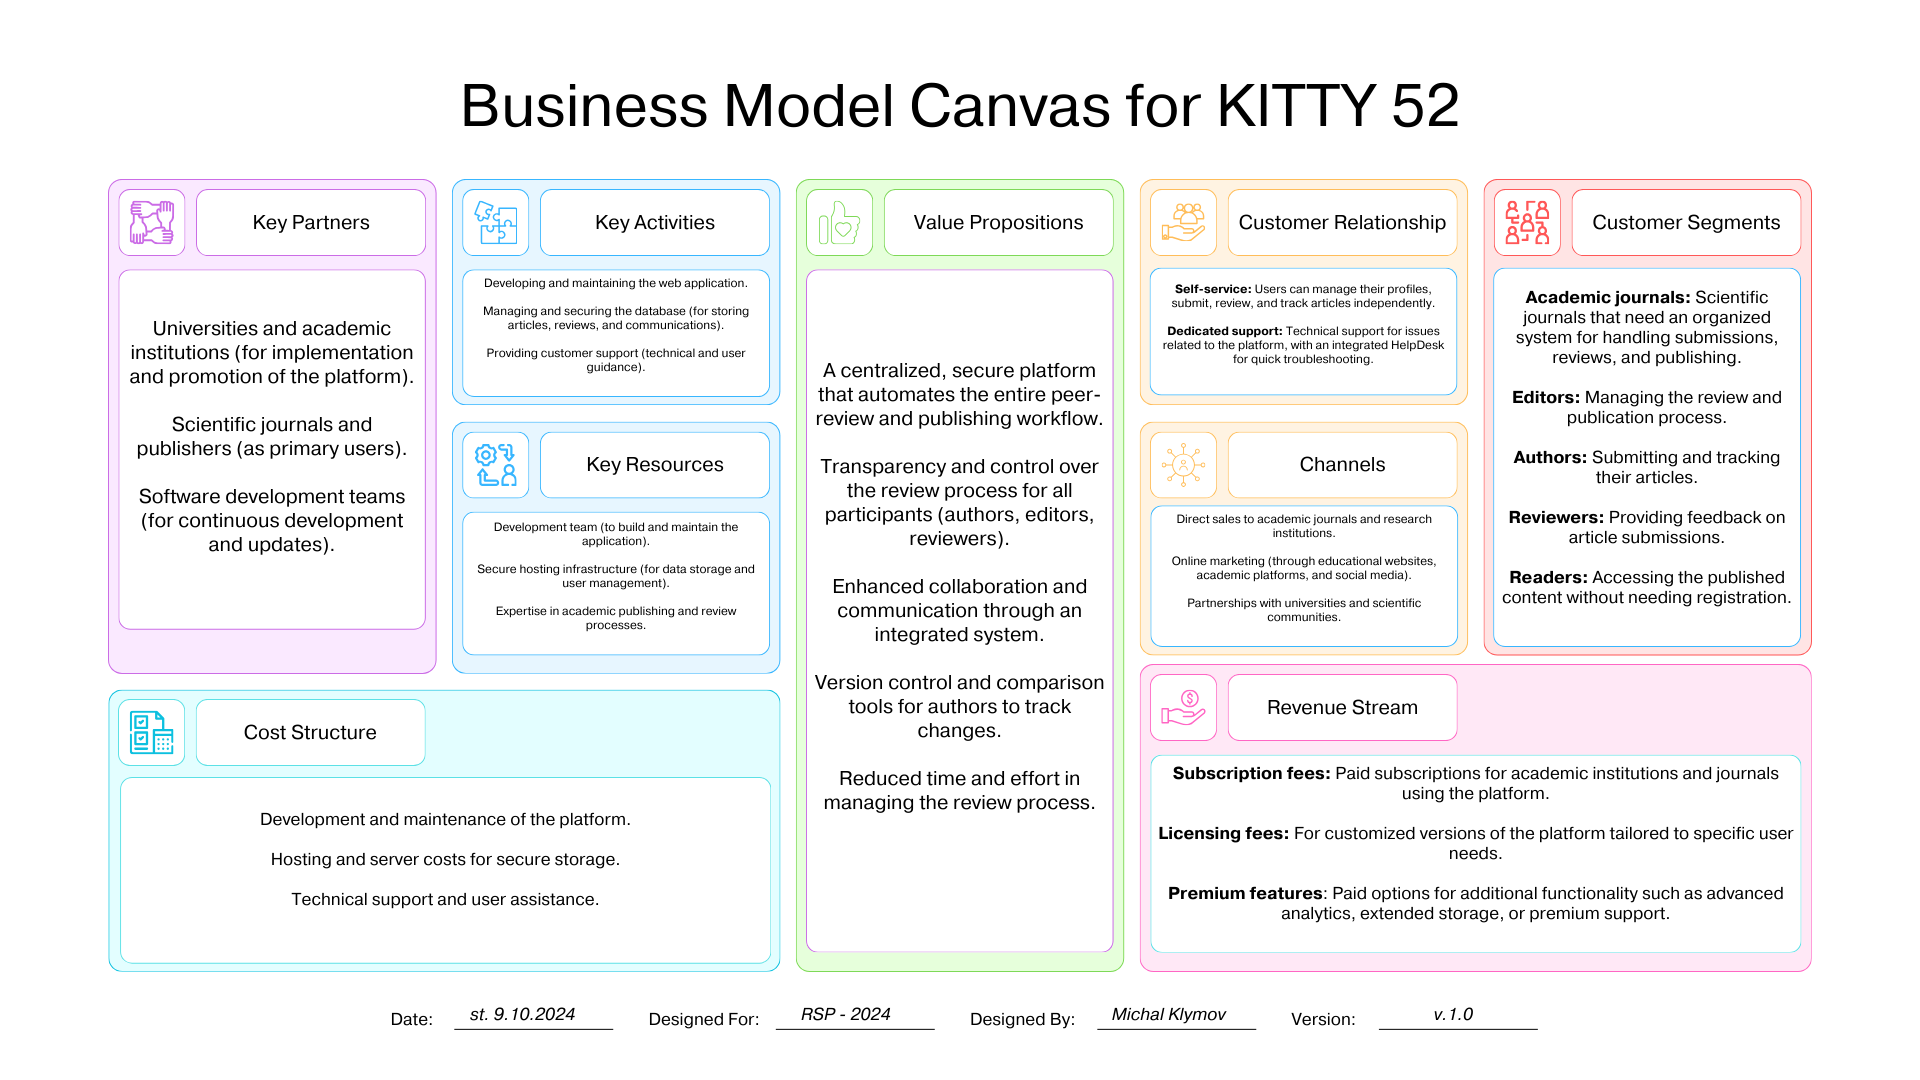 Business Model Canvas for KITTY 52
Key Partners
Universities and academic
institutions (for implementation
and promotion of the platform).
Scientific journals and
publishers (as primary users).
Software development teams
(for continuous development
and updates).
Key Activities
Developing and maintaining the web application.
Managing and securing the database (for storing
articles, reviews, and communications).
Providing customer support (technical and user
guidance).
Key Resources
Development team (to build and maintain the
application).
Secure hosting infrastructure (for data storage and
user management).
Expertise in academic publishing and review
processes.
Value Propositions
A centralized, secure platform
that automates the entire peer-
review and publishing workflow.
Transparency and control over
the review process for all
participants (authors, editors,
reviewers).
Enhanced collaboration and
communication through an
integrated system.
Version control and comparison
tools for authors to track
changes.
Reduced time and effort in
managing the review process.
Customer Relationship
Self-service: Users can manage their profiles,
submit, review, and track articles independently.
Dedicated support: Technical support for issues
related to the platform, with an integrated HelpDesk
for quick troubleshooting.
Channels
Direct sales to academic journals and research
institutions.
Online marketing (through educational websites,
academic platforms, and social media).
Partnerships with universities and scientific
communities.
Customer Segments
Academic journals: Scientific
journals that need an organized
system for handling submissions,
reviews, and publishing.
Editors: Managing the review and
publication process.
Authors: Submitting and tracking
their articles.
Reviewers: Providing feedback on
article submissions.
Readers: Accessing the published
content without needing registration.
Cost Structure
Development and maintenance of the platform.
Hosting and server costs for secure storage.
Technical support and user assistance.
Revenue Stream
Subscription fees: Paid subscriptions for academic institutions and journals
using the platform.
Licensing fees: For customized versions of the platform tailored to specific user
needs.
Premium features: Paid options for additional functionality such as advanced
analytics, extended storage, or premium support.
Date: st. 9.10.2024 Designed For: RSP - 2024 Designed By: Michal Klymov Version: v.1.0